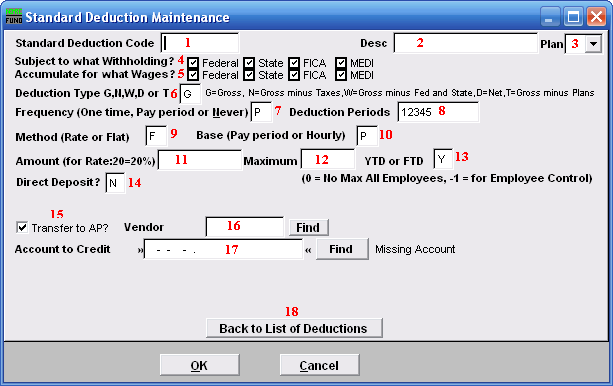 Standard Deduction Maintenance
FUND
Standard Deduction Code 1 Desc 2 Plan 3
Subject to what Withholding? 4 Federal State FICA MEDI
Accumulate for what Wages? 5 Federal State FICA MEDI
Deduction Type G,N,W,D or T 6 G G=Gross, N=Gross minus Taxes,W=Gross minus Fed and State,D=Net,T=Gross minus Plans
Frequency (One time, Pay period or Never) P 7 Deduction Periods 12345 8
Method (Rate or Flat) F 9 Base (Pay period or Hourly) P 10
Amount (for Rate:20=20%) 11 Maximum 12 YTD or FTD Y 13
Direct Deposit? N 14 (0 = No Max All Employees, -1 = for Employee Control)
15
Transfer to AP? Vendor 16 Find
Account to Credit » - - - . 17 « Find Missing Account
18
Back to List of Deductions
OK Cancel